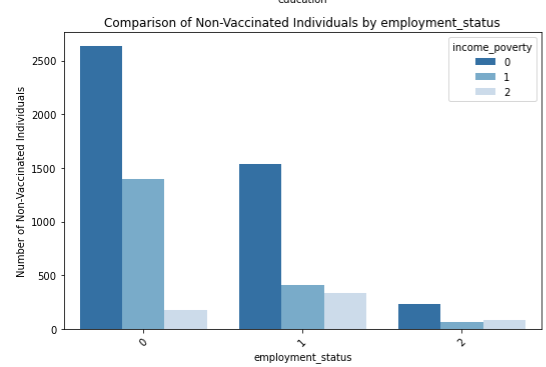 education
Comparison of Non-Vaccinated Individuals by employment_status
income_poverty
0
1
2
Number of Non-Vaccinated Individuals
2500
2000
1500
1000
500
0
0
1
2
employment_status